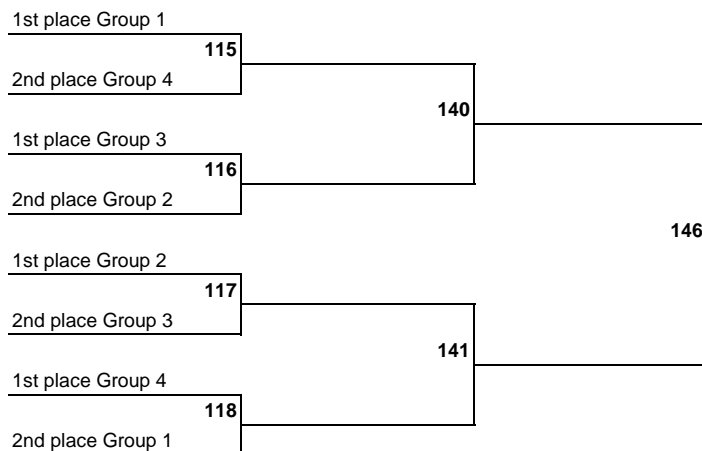 1st place Group 1
115
2nd place Group 4
140
1st place Group 3
116
2nd place Group 2
146
1st place Group 2
117
2nd place Group 3
141
1st place Group 4
118
2nd place Group 1